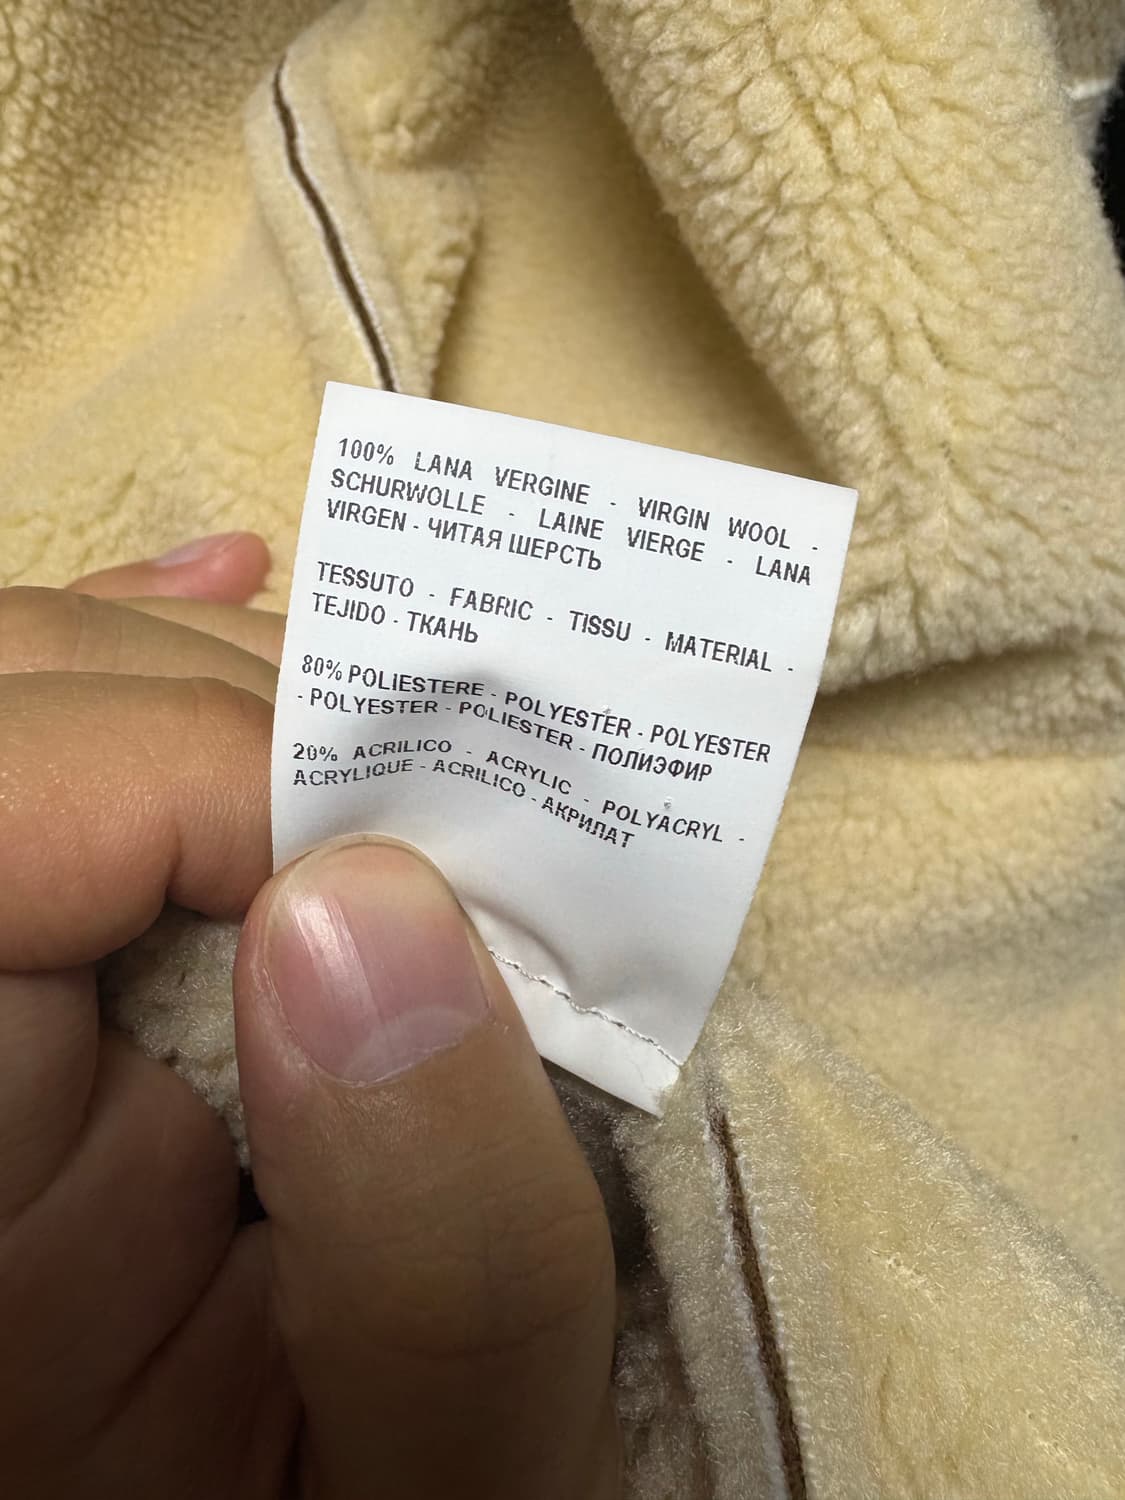 100% LANA VERGINE - VIRGIN WOOL -
SCHURWOLLE - LAINE VIERGE - LANA
VIRGEN - ЧИТАЯ ШЕРСТЬ
TESSUTO - FABRIC - TISSU - MATERIAL -
TEJIDO - ТКАНЬ
80% POLIESTERE - POLYESTER - POLYESTER
- POLYESTER - POLIESTER - ПОЛИЭФИР
20% ACRILICO - ACRYLIC - POLYACRYL -
ACRYLIQUE - ACRILICO - АКРИЛАТ